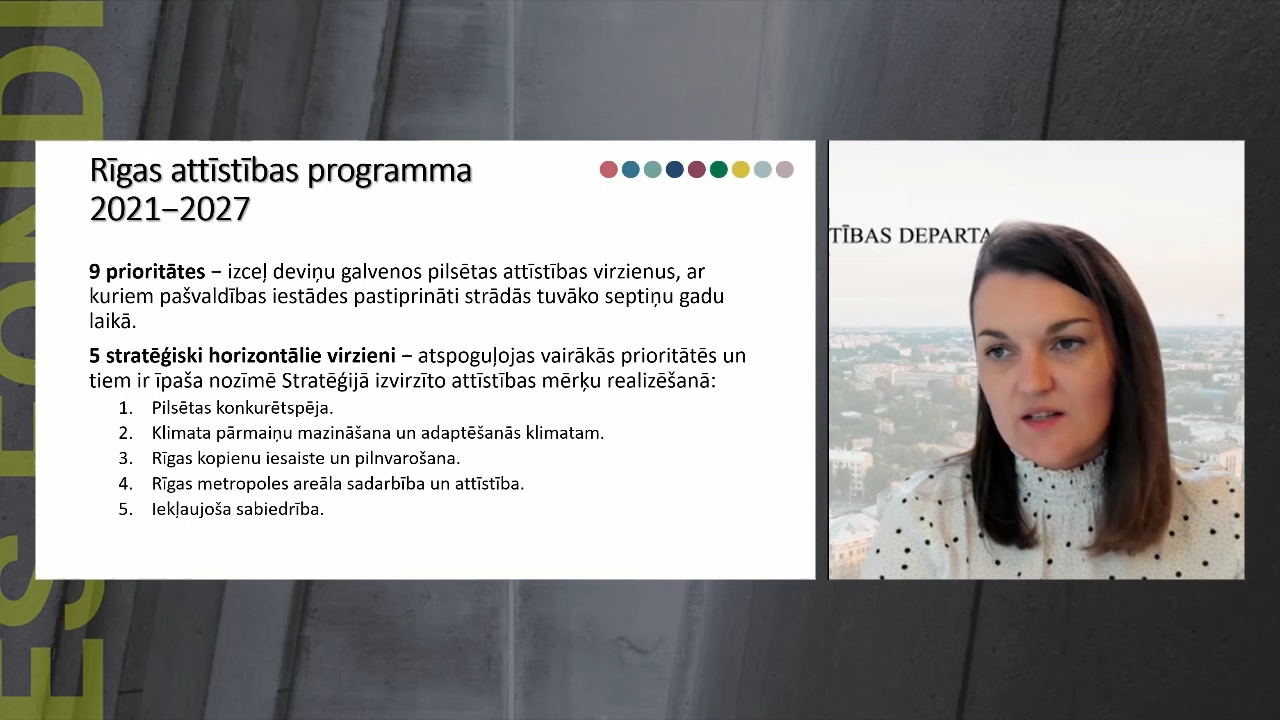 ES FONDI
Rīgas attīstības programma
2021–2027
9 prioritātes – izceļ deviņu galvenos pilsētas attīstības virzienus, ar
kuriem pašvaldības iestādes pastiprināti strādās tuvāko septiņu gadu
laikā.
5 stratēģiski horizontālie virzieni – atspoguļojas vairākās prioritātēs un
tiem ir īpaša nozīmē Stratēģijā izvirzīto attīstības mērķu realizēšanā:
1. Pilsētas konkurētspēja.
2. Klimata pārmaiņu mazināšana un adaptēšanās klimatam.
3. Rīgas kopienu iesaiste un pilnvarošana.
4. Rīgas metropoles areāla sadarbība un attīstība.
5. Iekļaujoša sabiedrība.
TĪBAS DEPARTA